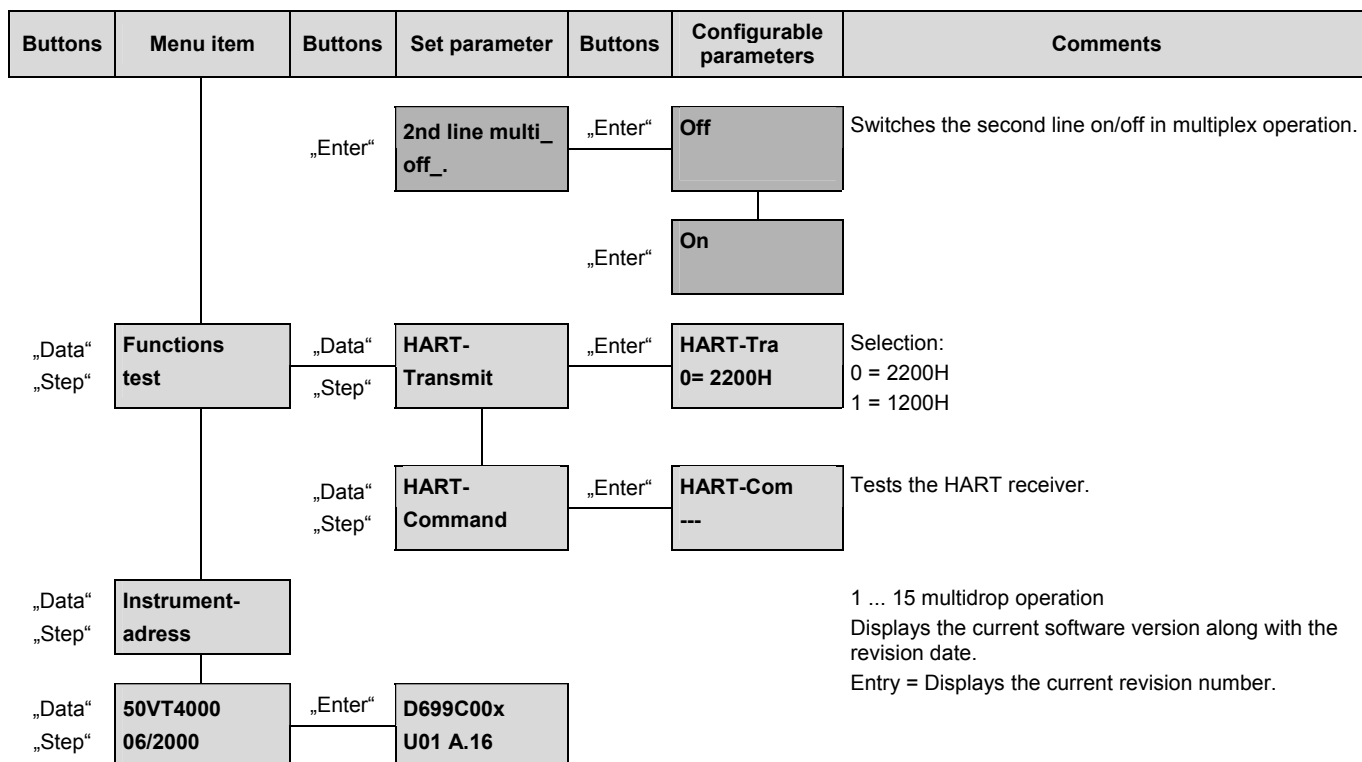 Buttons
Menu item
Buttons
Set parameter
Buttons
Configurable
parameters
Comments
„Enter“
2nd line multi_
off_.
„Enter“
Off
Switches the second line on/off in multiplex operation.
„Enter“
On
„Data“
„Step“
Functions
test
„Data“
„Step“
HART-
Transmit
„Enter“
HART-Tra
0= 2200H
Selection:
0 = 2200H
1 = 1200H
„Data“
„Step“
HART-
Command
„Enter“
HART-Com
---
Tests the HART receiver.
„Data“
„Step“
Instrument-
adress
1 ... 15 multidrop operation
Displays the current software version along with the
revision date.
Entry = Displays the current revision number.
„Data“
„Step“
50VT4000
06/2000
„Enter“
D699C00x
U01 A.16